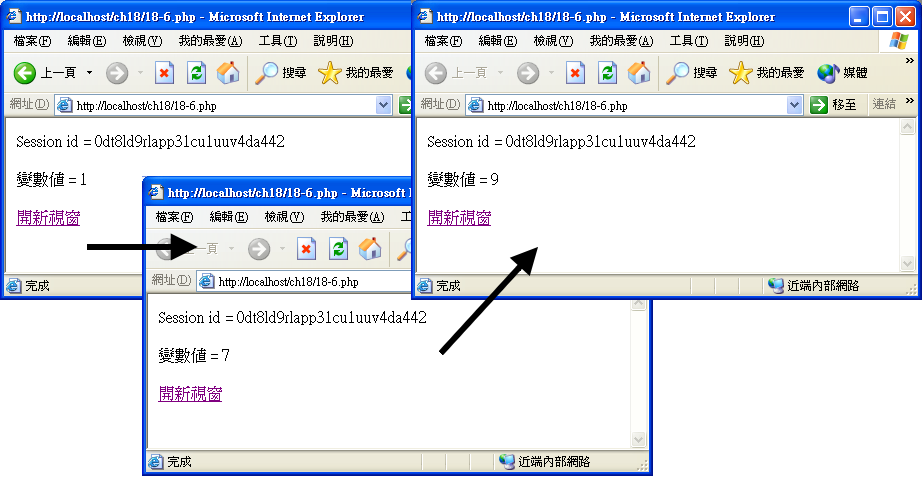 http://localhost/ch18/18-6.php - Microsoft Internet Explorer
檔案(F) 編輯(E) 檢視(V) 我的最愛(A) 工具(T) 說明(H)
上一頁 搜尋 我的最愛
網址(D) http://localhost/ch18/18-6.php
Session id = 0dt8ld9rlapp31cu1uuv4da442
變數值 = 1
開新視窗
完成
http://localhost/ch18/18-6.php - Microsoft
檔案(F) 編輯(E) 檢視(V) 我的最愛(A)
一頁
網址(D) http://localhost/ch18/18-6.php
Session id = 0dt8ld9rlapp31cu1uuv4da442
變數值 = 7
開新視窗
完成 近端內部網路
http://localhost/ch18/18-6.php - Microsoft Internet Explorer
檔案(F) 編輯(E) 檢視(V) 我的最愛(A) 工具(T) 說明(H)
上一頁 搜尋 我的最愛 媒體 »
網址(D) http://localhost/ch18/18-6.php 移至 連結 »
Session id = 0dt8ld9rlapp31cu1uuv4da442
變數值 = 9
開新視窗
完成 近端內部網路